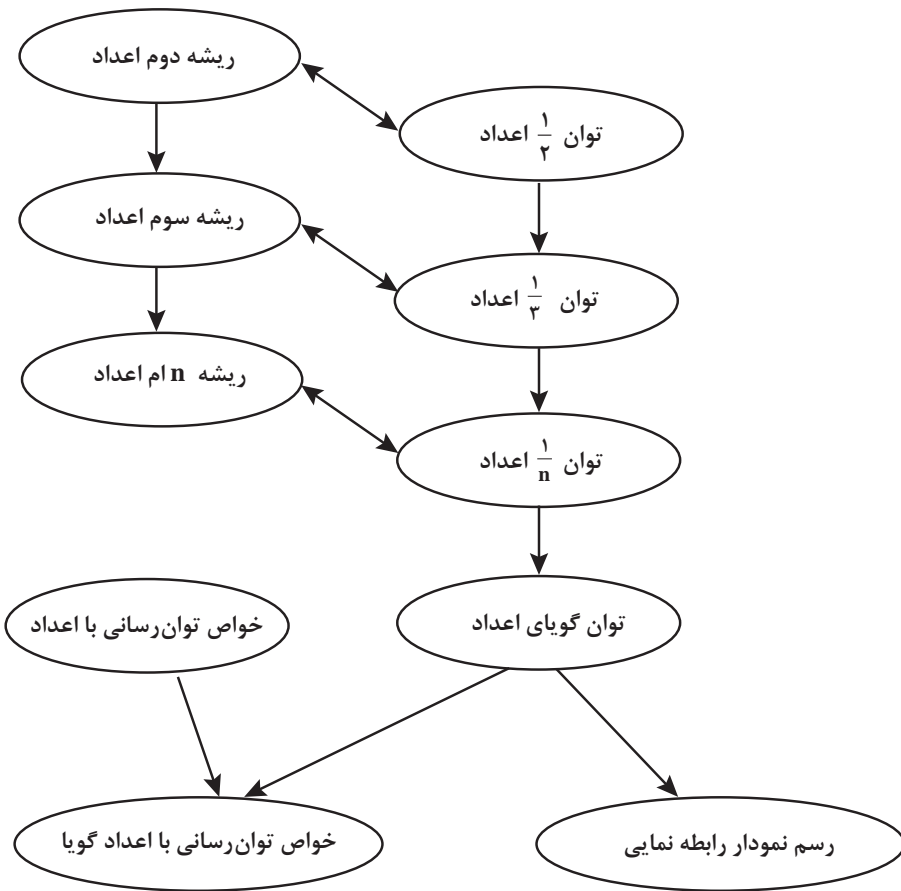 ریشه دوم اعداد
توان ۱/۲ اعداد
ریشه سوم اعداد
توان ۱/۳ اعداد
ریشه n ام اعداد
توان ۱/n اعداد
خواص توان‌رسانی با اعداد
توان گویای اعداد
خواص توان‌رسانی با اعداد گویا
رسم نمودار رابطه نمایی